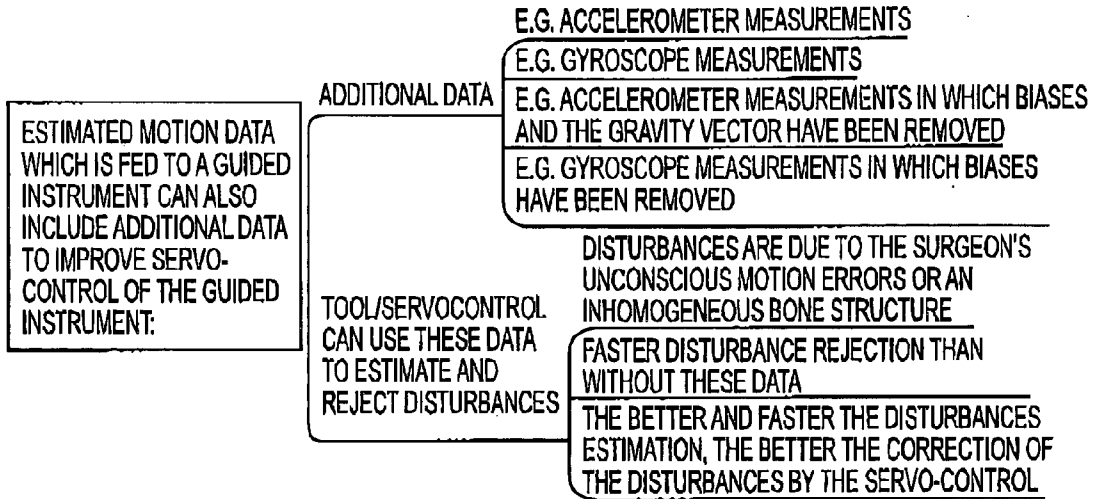 ESTIMATED MOTION DATA
WHICH IS FED TO A GUIDED
INSTRUMENT CAN ALSO
INCLUDE ADDITIONAL DATA
TO IMPROVE SERVO-
CONTROL OF THE GUIDED
INSTRUMENT:
ADDITIONAL DATA
E.G. ACCELEROMETER MEASUREMENTS
E.G. GYROSCOPE MEASUREMENTS
E.G. ACCELEROMETER MEASUREMENTS IN WHICH BIASES
AND THE GRAVITY VECTOR HAVE BEEN REMOVED
E.G. GYROSCOPE MEASUREMENTS IN WHICH BIASES
HAVE BEEN REMOVED
TOOL/SERVOCONTROL
CAN USE THESE DATA
TO ESTIMATE AND
REJECT DISTURBANCES
DISTURBANCES ARE DUE TO THE SURGEON'S
UNCONSCIOUS MOTION ERRORS OR AN
INHOMOGENEOUS BONE STRUCTURE
FASTER DISTURBANCE REJECTION THAN
WITHOUT THESE DATA
THE BETTER AND FASTER THE DISTURBANCES
ESTIMATION, THE BETTER THE CORRECTION OF
THE DISTURBANCES BY THE SERVO-CONTROL